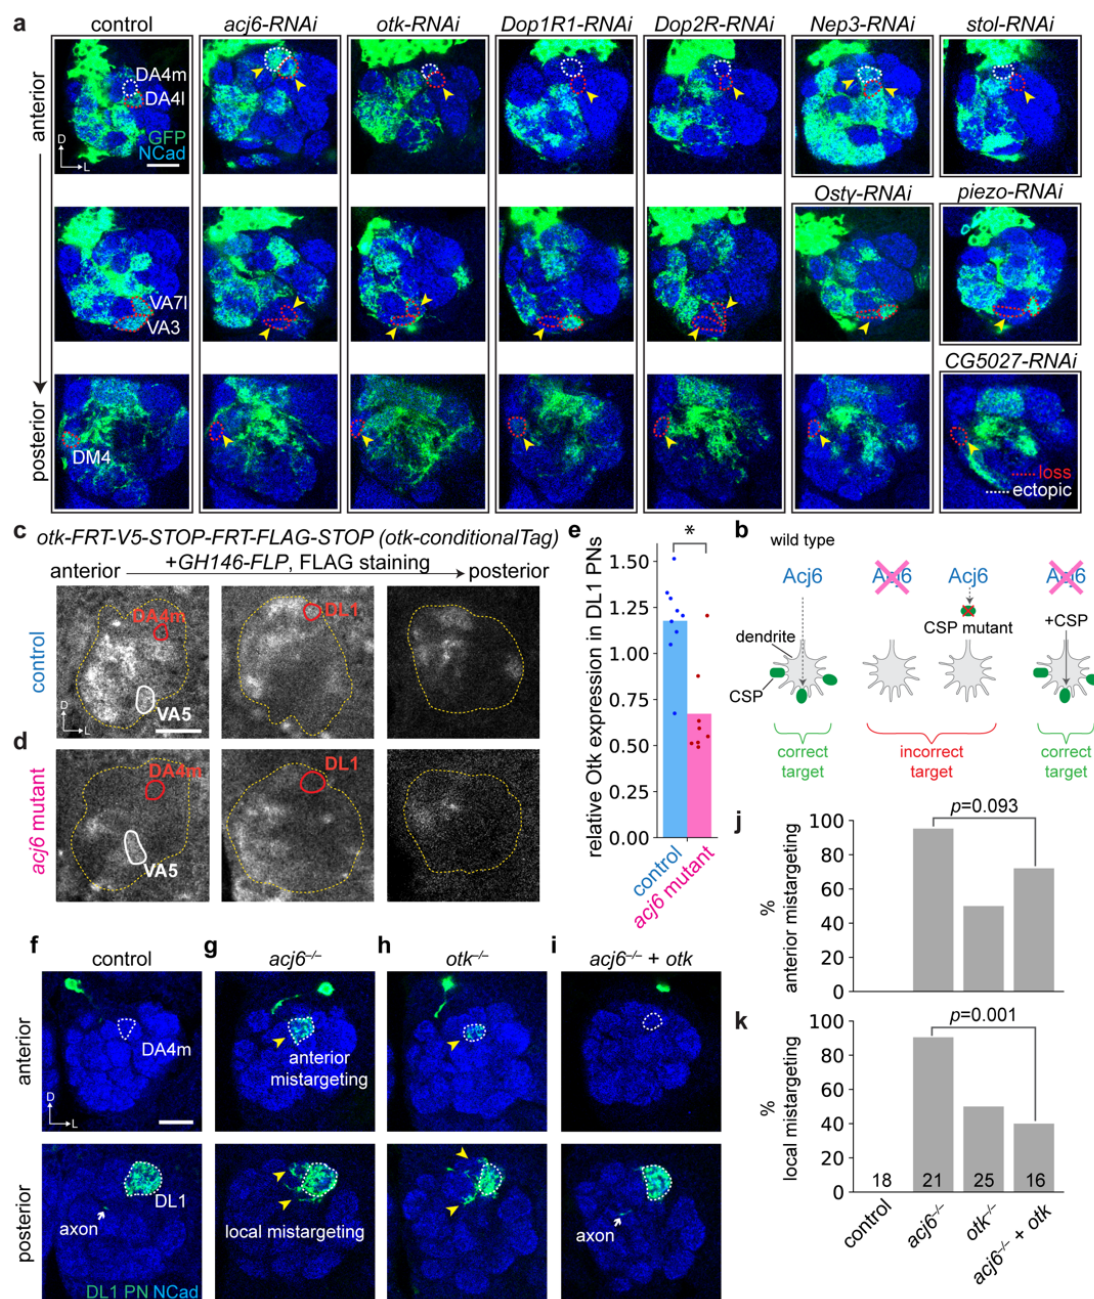 a
control
acj6-RNAi
otk-RNAi
Dop1R1-RNAi
Dop2R-RNAi
Nep3-RNAi
stol-RNAi
anterior
DA4m
DA4l
GFP
NCad
D
L
Osty-RNAi
piezo-RNAi
VA7l
VA3
CG5027-RNAi
posterior
DM4
loss
ectopic
c
otk-FRT-V5-STOP-FRT-FLAG-STOP (otk-conditionalTag)
+GH146-FLP, FLAG staining
anterior
posterior
control
DA4m
DL1
VA5
D
L
d
acj6 mutant
DA4m
DL1
VA5
e
*
relative Otk expression in DL1 PNs
1.50
1.25
1.00
0.75
0.50
0.25
0.00
control
acj6 mutant
b
wild type
Acj6
Acj6
Acj6
Acj6
CSP mutant
+CSP
dendrite
CSP
correct target
incorrect target
correct target
f
control
g
acj6–/–
h
otk–/–
i
acj6–/– + otk
anterior
DA4m
anterior mistargeting
D
L
posterior
DL1
axon
local mistargeting
axon
DL1 PN NCad
j
p=0.093
% anterior mistargeting
100
80
60
40
20
0
k
p=0.001
% local mistargeting
100
80
60
40
20
0
18
21
25
16
control
acj6–/–
otk–/–
acj6–/– + otk